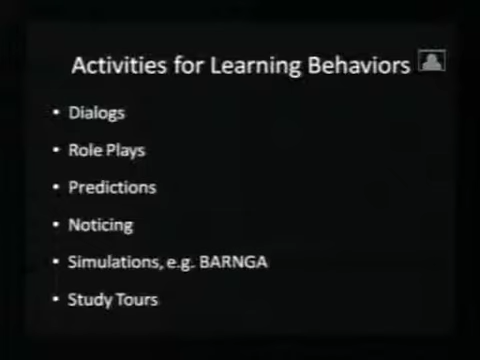 Activities for Learning Behaviors
• Dialogs
• Role Plays
• Predictions
• Noticing
• Simulations, e.g. BARNGA
• Study Tours